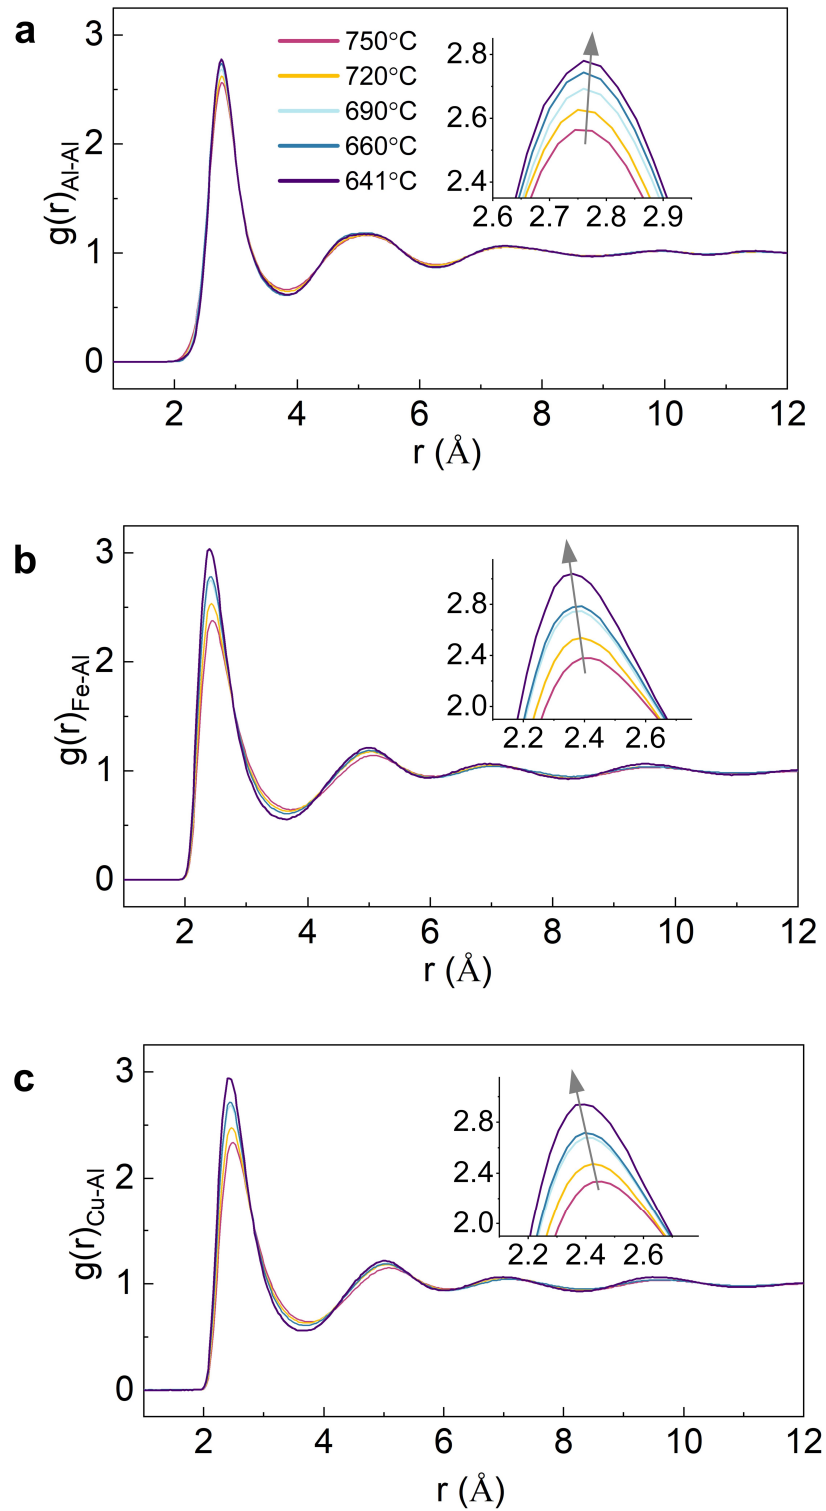 a
3
2
1
0
g(r)Al-Al
750°C
720°C
690°C
660°C
641°C
2.8
2.6
2.4
2.6 2.7 2.8 2.9
2 4 6 8 10 12
r (Å)
b
3
2
1
0
g(r)Fe-Al
2.8
2.4
2.0
2.2 2.4 2.6
2 4 6 8 10 12
r (Å)
c
3
2
1
0
g(r)Cu-Al
2.8
2.4
2.0
2.2 2.4 2.6
2 4 6 8 10 12
r (Å)